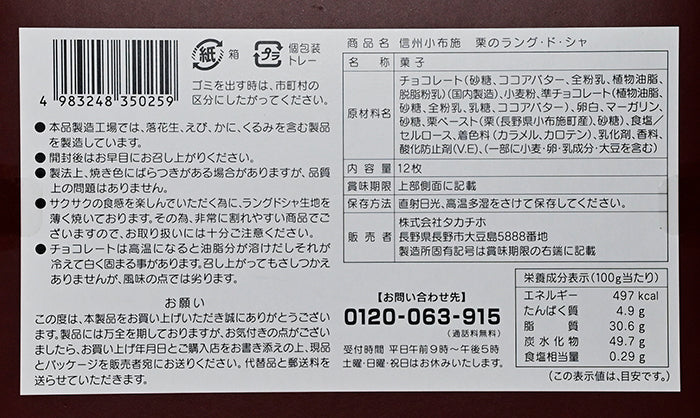 4 983248 350259
紙
箱
プラ
個包装
トレー
ゴミを出す時は、市町村の
区分にしたがってください。
●本品製造工場では、落花生、えび、かに、くるみを含む製品
を製造しています。
●開封後はお早目にお召し上がりください。
●製法上、焼き色にばらつきがある場合がありますが、品質
上の問題はありません。
●サクサクの食感を楽しんでいただく為に、ラングドシャ生地を
薄く焼いております。その為、非常に割れやすい商品でご
ざいますので、お取り扱いには十分ご注意ください。
●チョコレートは高温になると油脂分が溶けだしそれが
冷えて白く固まる事があります。召し上がってもさしつかえ
ありませんが、風味の点では劣ります。
お願い
この度は、本製品をお買い上げいただき誠にありがとうござい
ます。製品には万全を期しておりますが、お気付きの点がござい
ましたら、お買い上げ年月日とご購入店をお書き添えの上、現品
とパッケージを販売者宛にお送りください。代替品と郵送料を
送らせていただきます。
商品名 信州小布施 栗のラング・ド・シャ
名称 菓子
原材料名 チョコレート(砂糖、ココアバター、全粉乳、植物油脂、
脱脂粉乳)(国内製造)、小麦粉、準チョコレート(植物油
脂、砂糖、全粉乳、乳糖、ココアバター)、卵白、マーガリン、
砂糖、栗ペースト(栗(長野県小布施町産)、砂糖)、食塩/
セルロース、着色料(カラメル、カロテン)、乳化剤、香料、
酸化防止剤(V.E)、(一部に小麦・卵・乳成分・大豆を含む)
内容量 12枚
賞味期限 上部側面に記載
保存方法 直射日光、高温多湿をさけて保存してください。
販売者 株式会社タカチホ
長野県長野市大豆島5888番地
製造所固有記号は賞味期限の右端に記載
【お問い合わせ先】
0120-063-915
(通話料無料)
受付時間 平日午前9時〜午後5時
土曜・日曜・祝日はお休みいたします。
栄養成分表示(100g当たり)
エネルギー 497 kcal
たんぱく質 4.9 g
脂質 30.6 g
炭水化物 49.7 g
食塩相当量 0.29 g
(この表示値は、目安です。)